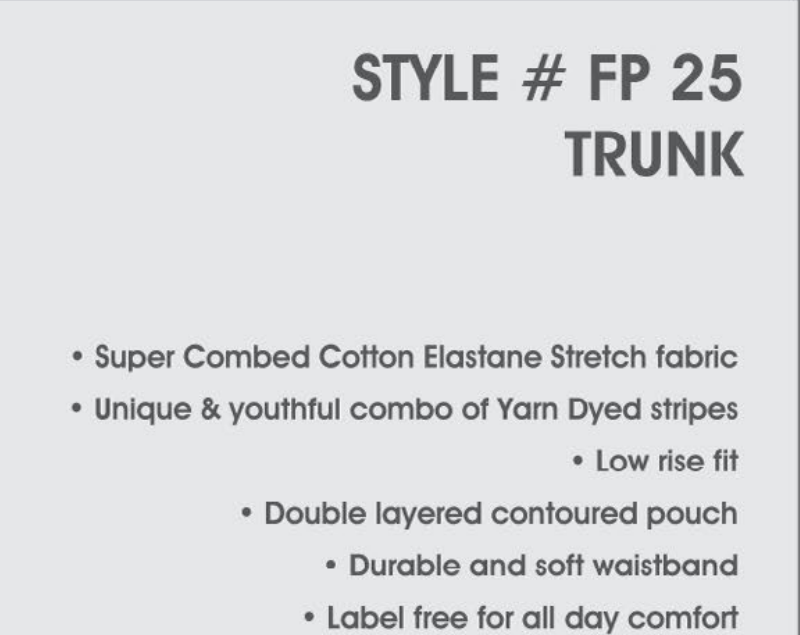 STYLE # FP 25
TRUNK
• Super Combed Cotton Elastane Stretch fabric
• Unique & youthful combo of Yarn Dyed stripes
• Low rise fit
• Double layered contoured pouch
• Durable and soft waistband
• Label free for all day comfort